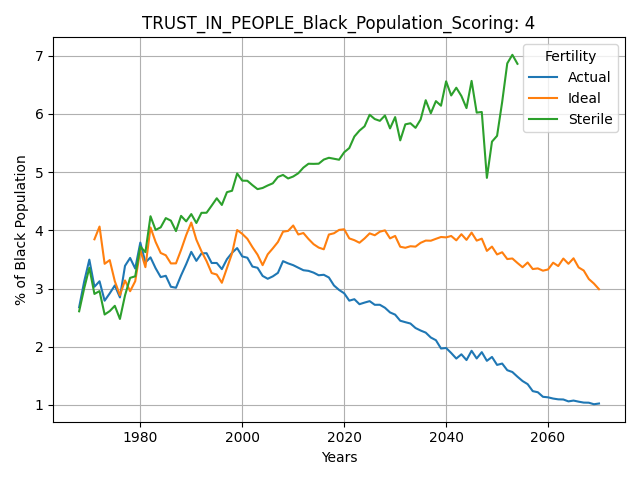 TRUST_IN_PEOPLE_Black_Population_Scoring: 4
Fertility
Actual
Ideal
Sterile
% of Black Population
7
6
5
4
3
2
1
1980 2000 2020 2040 2060
Years